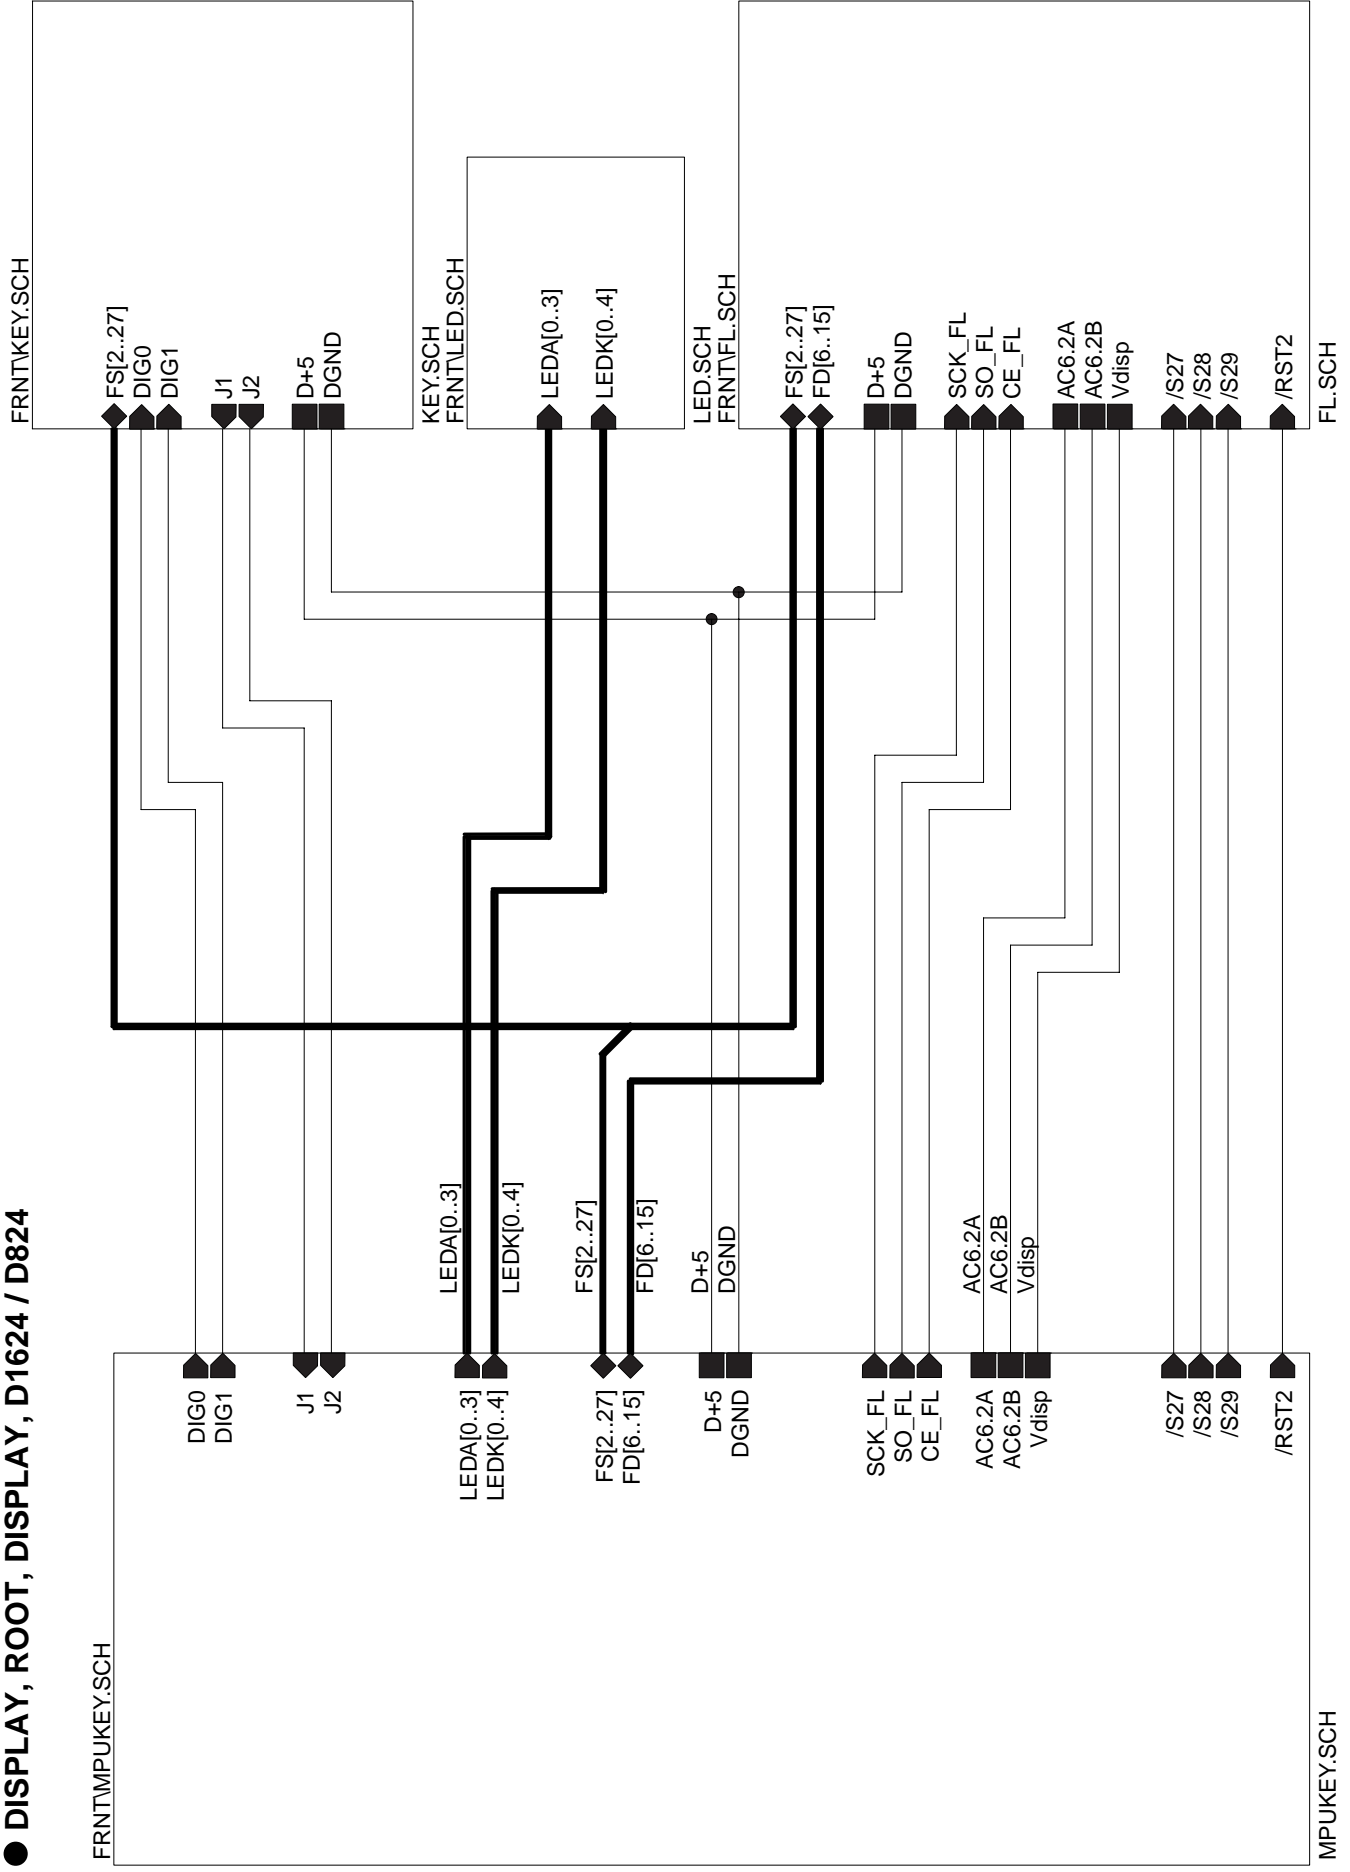 ● DISPLAY, ROOT, DISPLAY, D1624 / D824
FRNT\MPUKEY.SCH
DIG0
DIG1
J1
J2
LEDA[0..3]
LEDK[0..4]
FS[2..27]
FD[6..15]
D+5
DGND
SCK_FL
SO_FL
CE_FL
AC6.2A
AC6.2B
Vdisp
/S27
/S28
/S29
/RST2
MPUKEY.SCH
LEDA[0..3]
LEDK[0..4]
FS[2..27]
FD[6..15]
D+5
DGND
AC6.2A
AC6.2B
Vdisp
FRNT\KEY.SCH
FS[2..27]
DIG0
DIG1
J1
J2
D+5
DGND
KEY.SCH
FRNT\LED.SCH
LEDA[0..3]
LEDK[0..4]
LED.SCH
FRNT\FL.SCH
FS[2..27]
FD[6..15]
D+5
DGND
SCK_FL
SO_FL
CE_FL
AC6.2A
AC6.2B
Vdisp
/S27
/S28
/S29
/RST2
FL.SCH